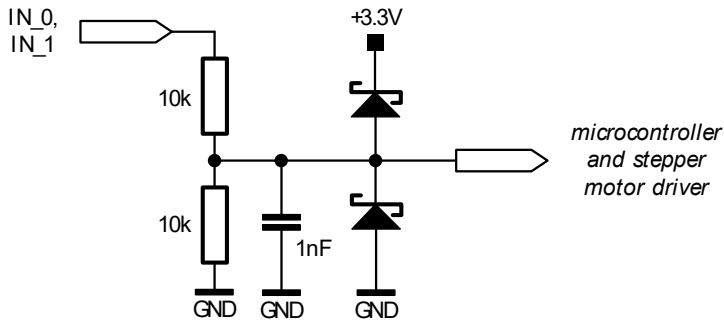 IN_0,
IN_1
+3.3V
10k
microcontroller
and stepper
motor driver
10k
1nF
GND
GND
GND